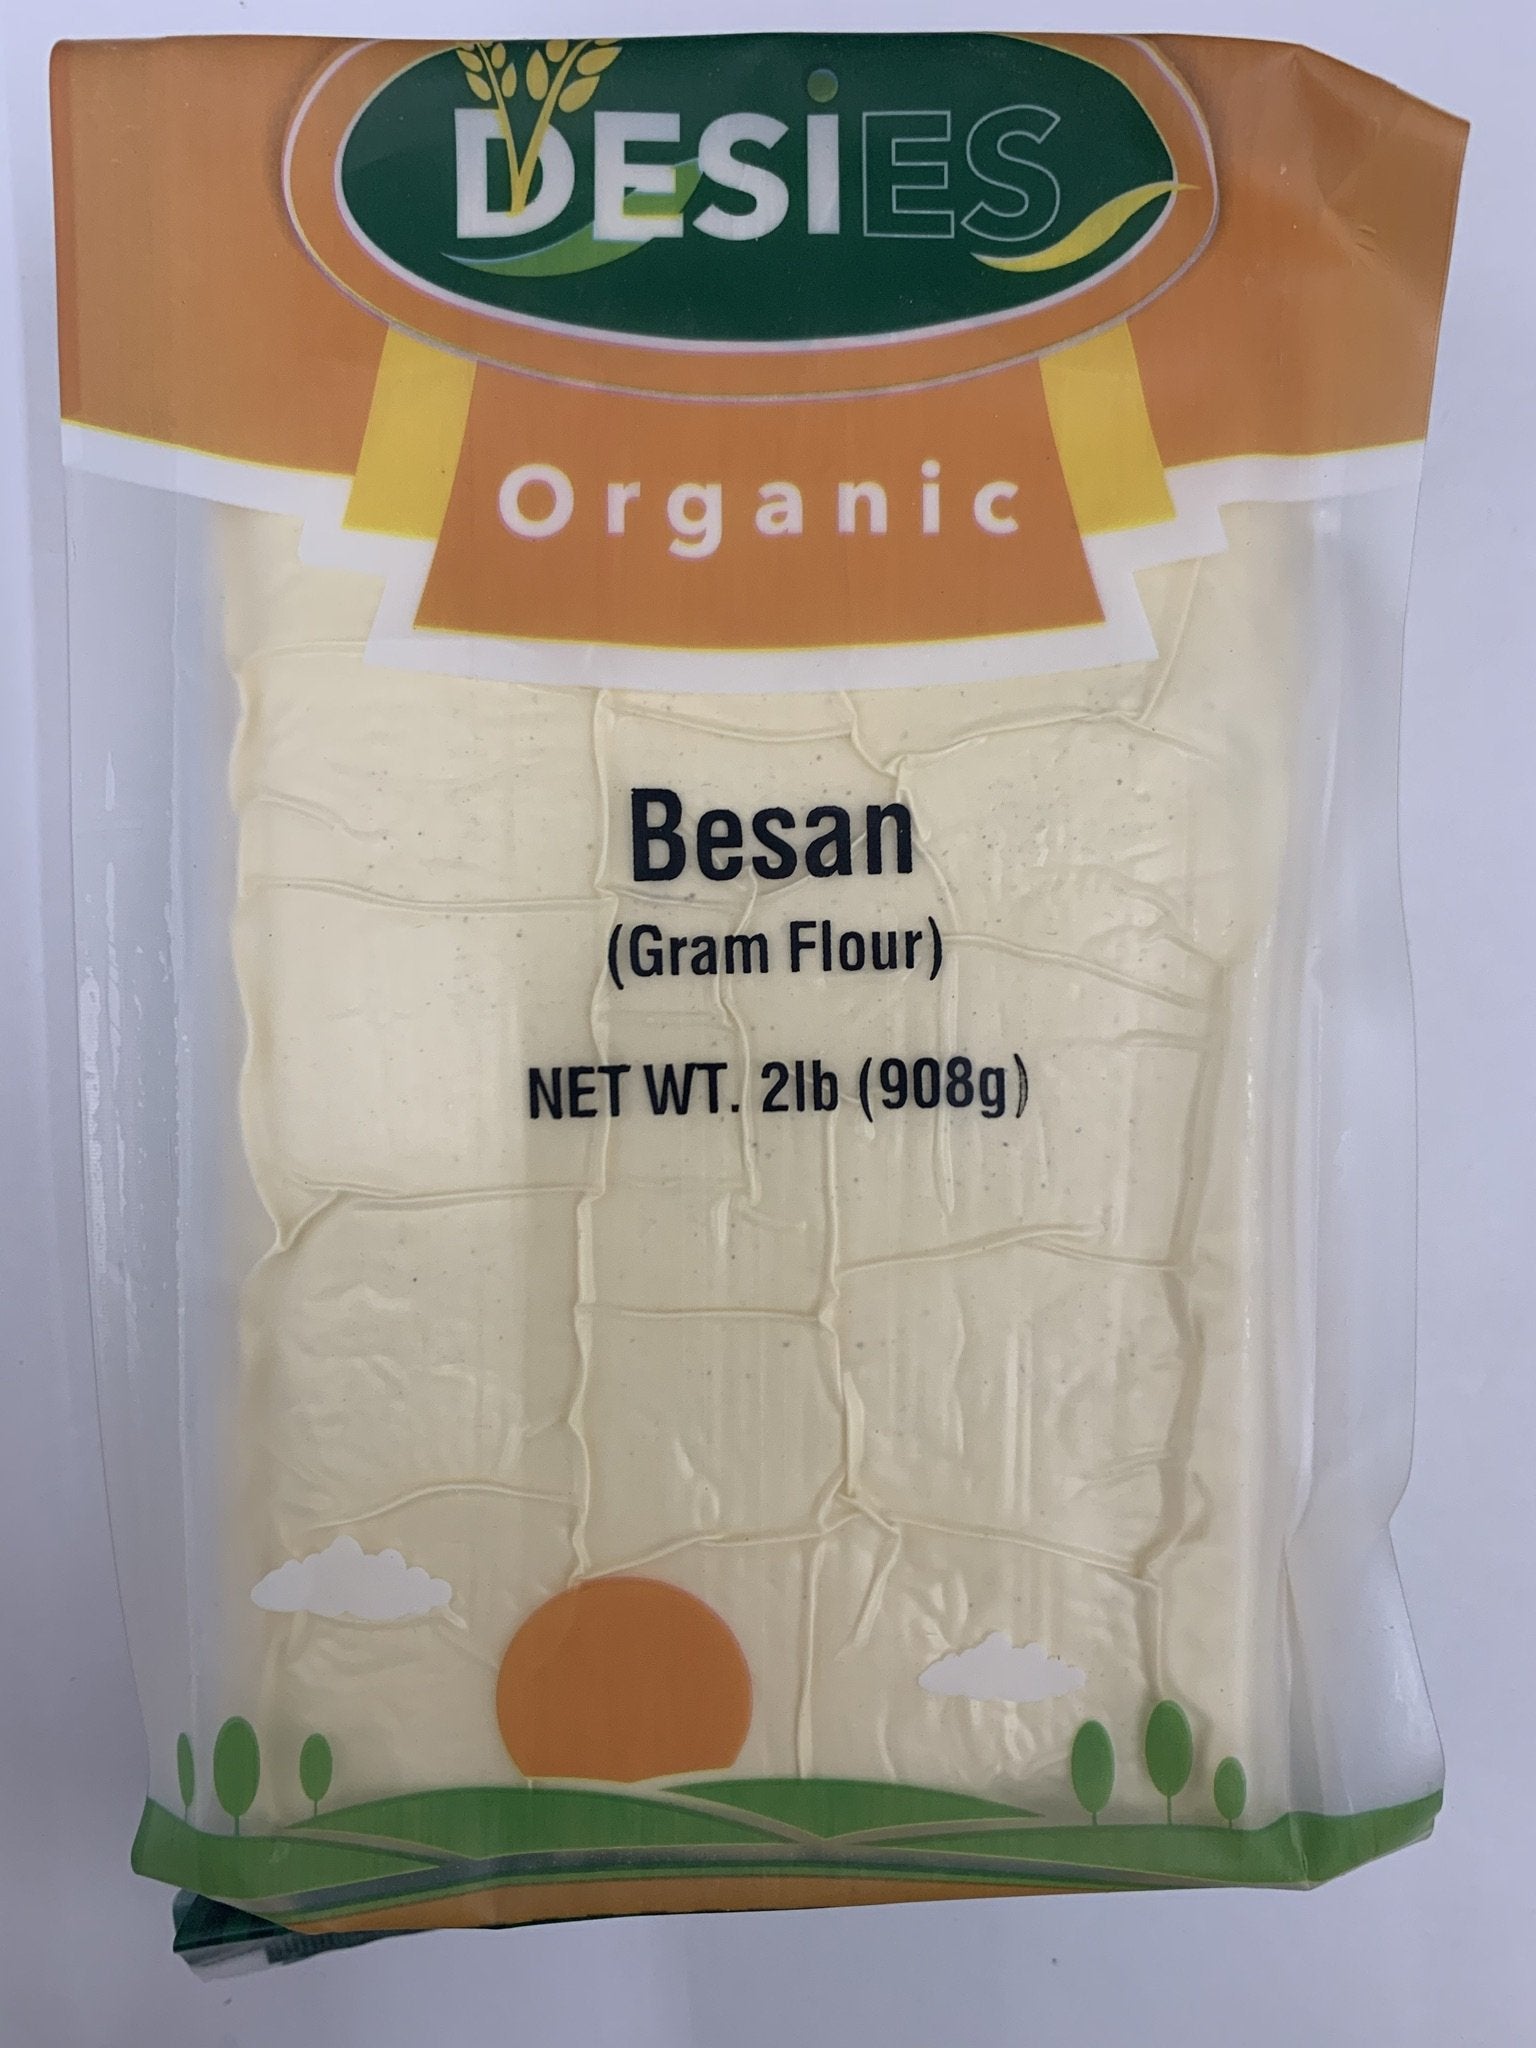 DESiES
Organic
Besan
(Gram Flour)
NET WT. 2lb (908g)